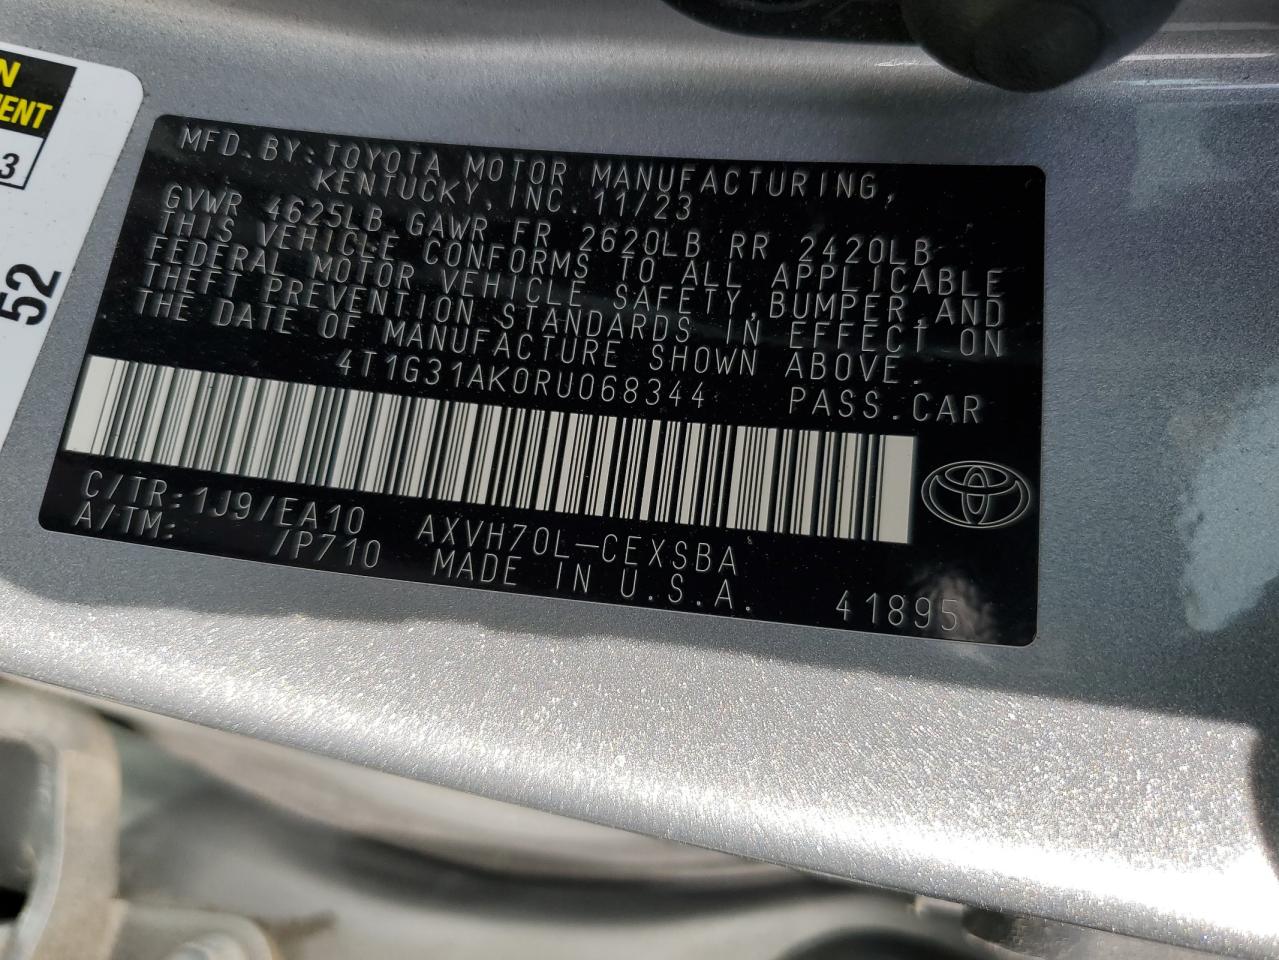 N
ENT
3
52
MFD. BY: TOYOTA MOTOR MANUFACTURING,
KENTUCKY, INC. 11/23
GVWR 4625LB GAWR FR 2620LB RR 2420LB
THIS VEHICLE CONFORMS TO ALL APPLICABLE
FEDERAL MOTOR VEHICLE SAFETY, BUMPER, AND
THEFT PREVENTION STANDARDS IN EFFECT ON
THE DATE OF MANUFACTURE SHOWN ABOVE.
4T1G31AK0RU068344 PASS. CAR
C/TR: 1J9/EA10 AXVH70L-CEXSBA
A/TM: /P710 MADE IN U.S.A. 41895